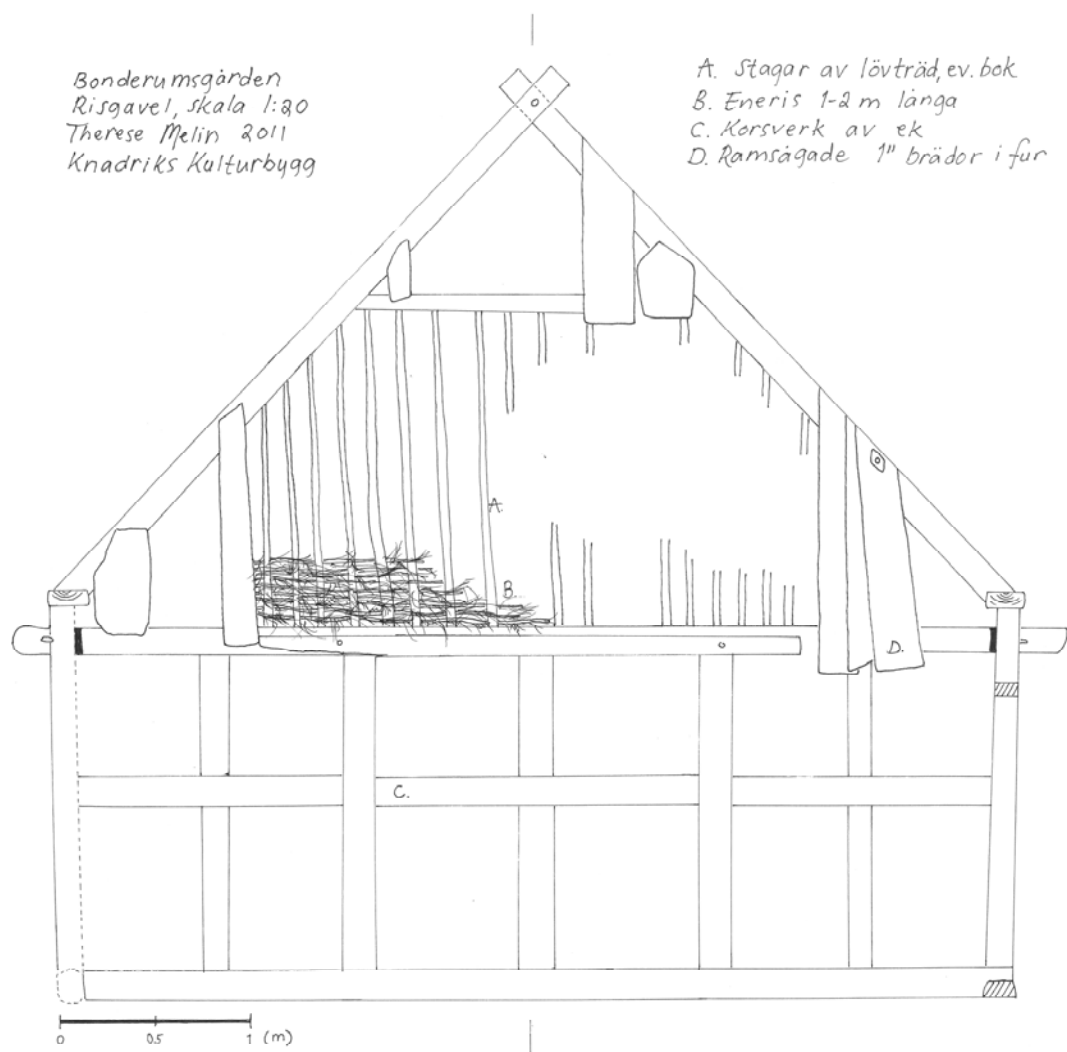 Bonderumsgården
Risgavel, skala 1:20
Therese Melin 2011
Knadriks Kulturbygg
A. Stagar av lövträd, ev. bok
B. Eneris 1-2 m långa
C. Korsverk av ek
D. Ramsågade 1" brädor i fur
A.
B.
D.
C.
0 0.5 1 (m)